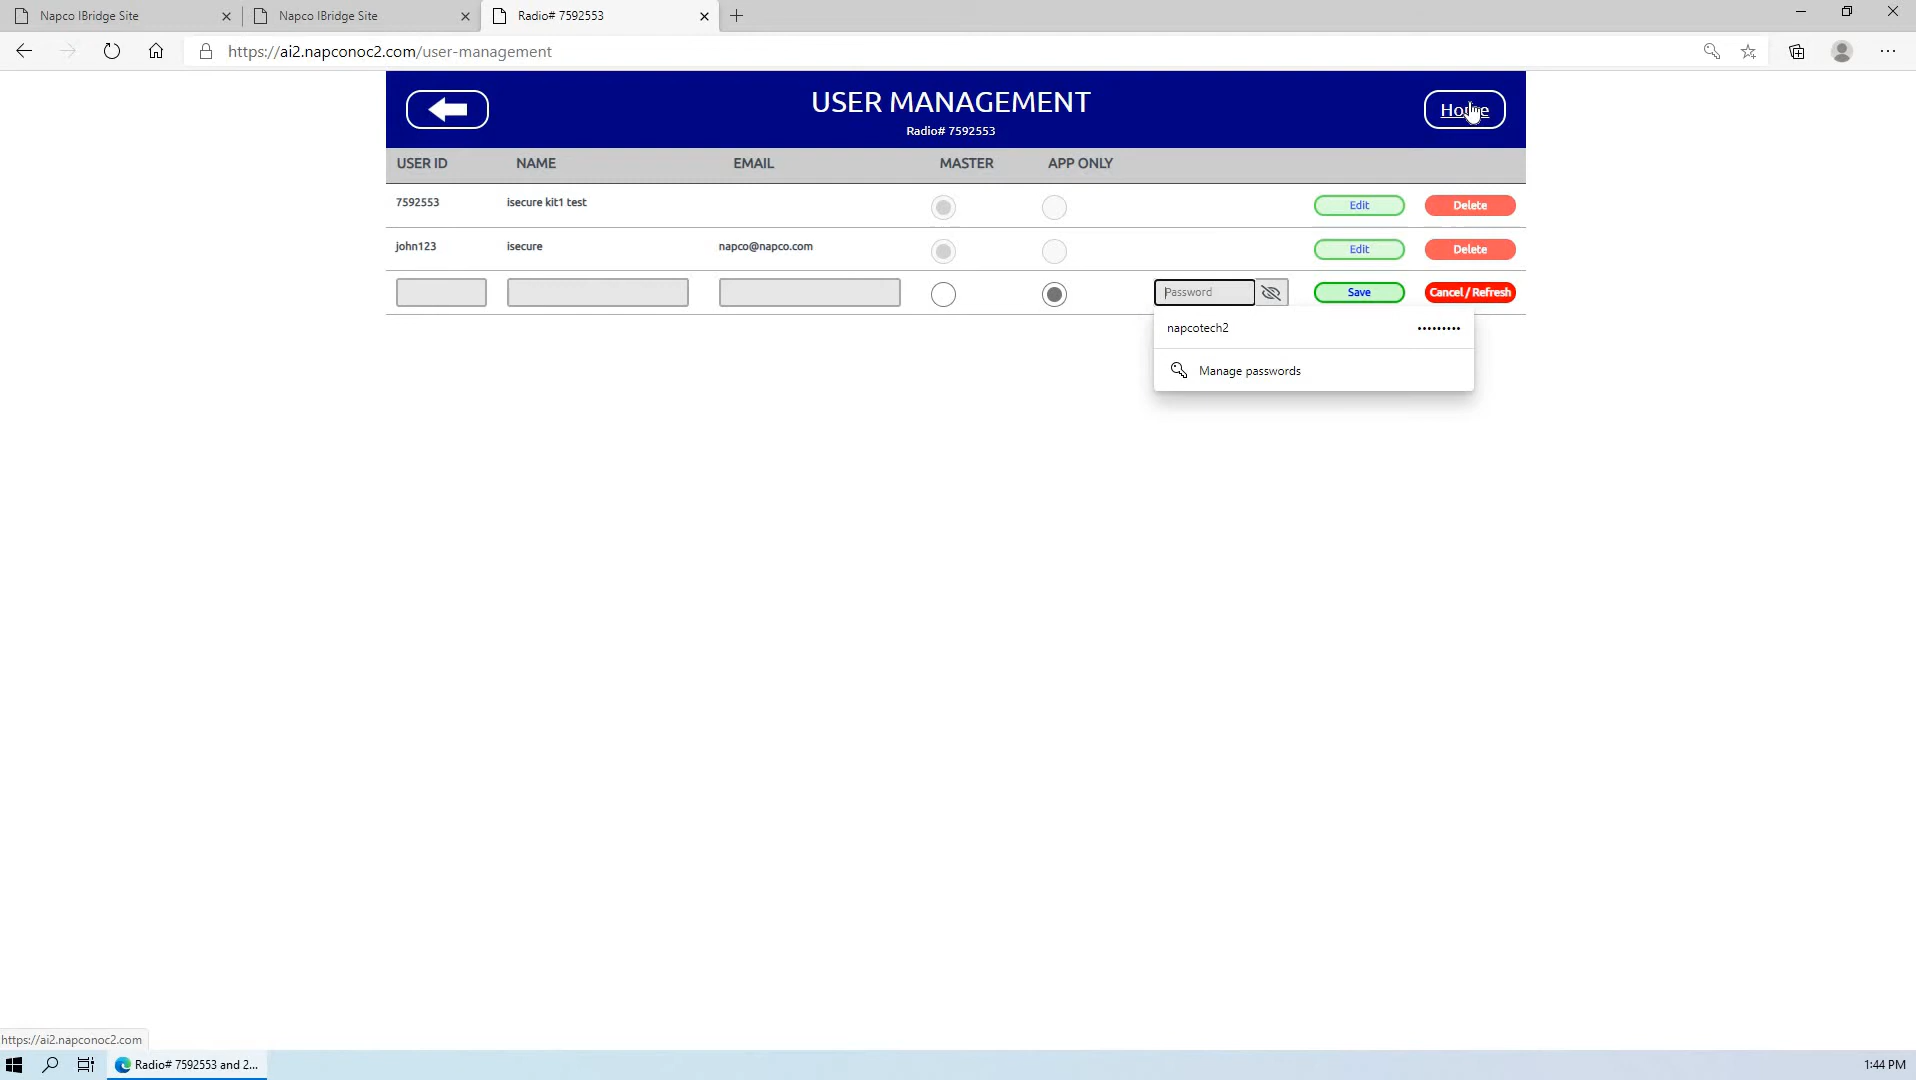 Napco IBridge Site
Napco IBridge Site
Radio# 7592553
https://ai2.napconoc2.com/user-management
USER MANAGEMENT
Radio# 7592553
Home
USER ID NAME EMAIL MASTER APP ONLY
7592553 isecure kit1 test Edit Delete
john123 isecure napco@napco.com Edit Delete
Password Save Cancel / Refresh
napcotech2 •••••••••
Manage passwords
https://ai2.napconoc2.com
Radio# 7592553 and 2...
1:44 PM